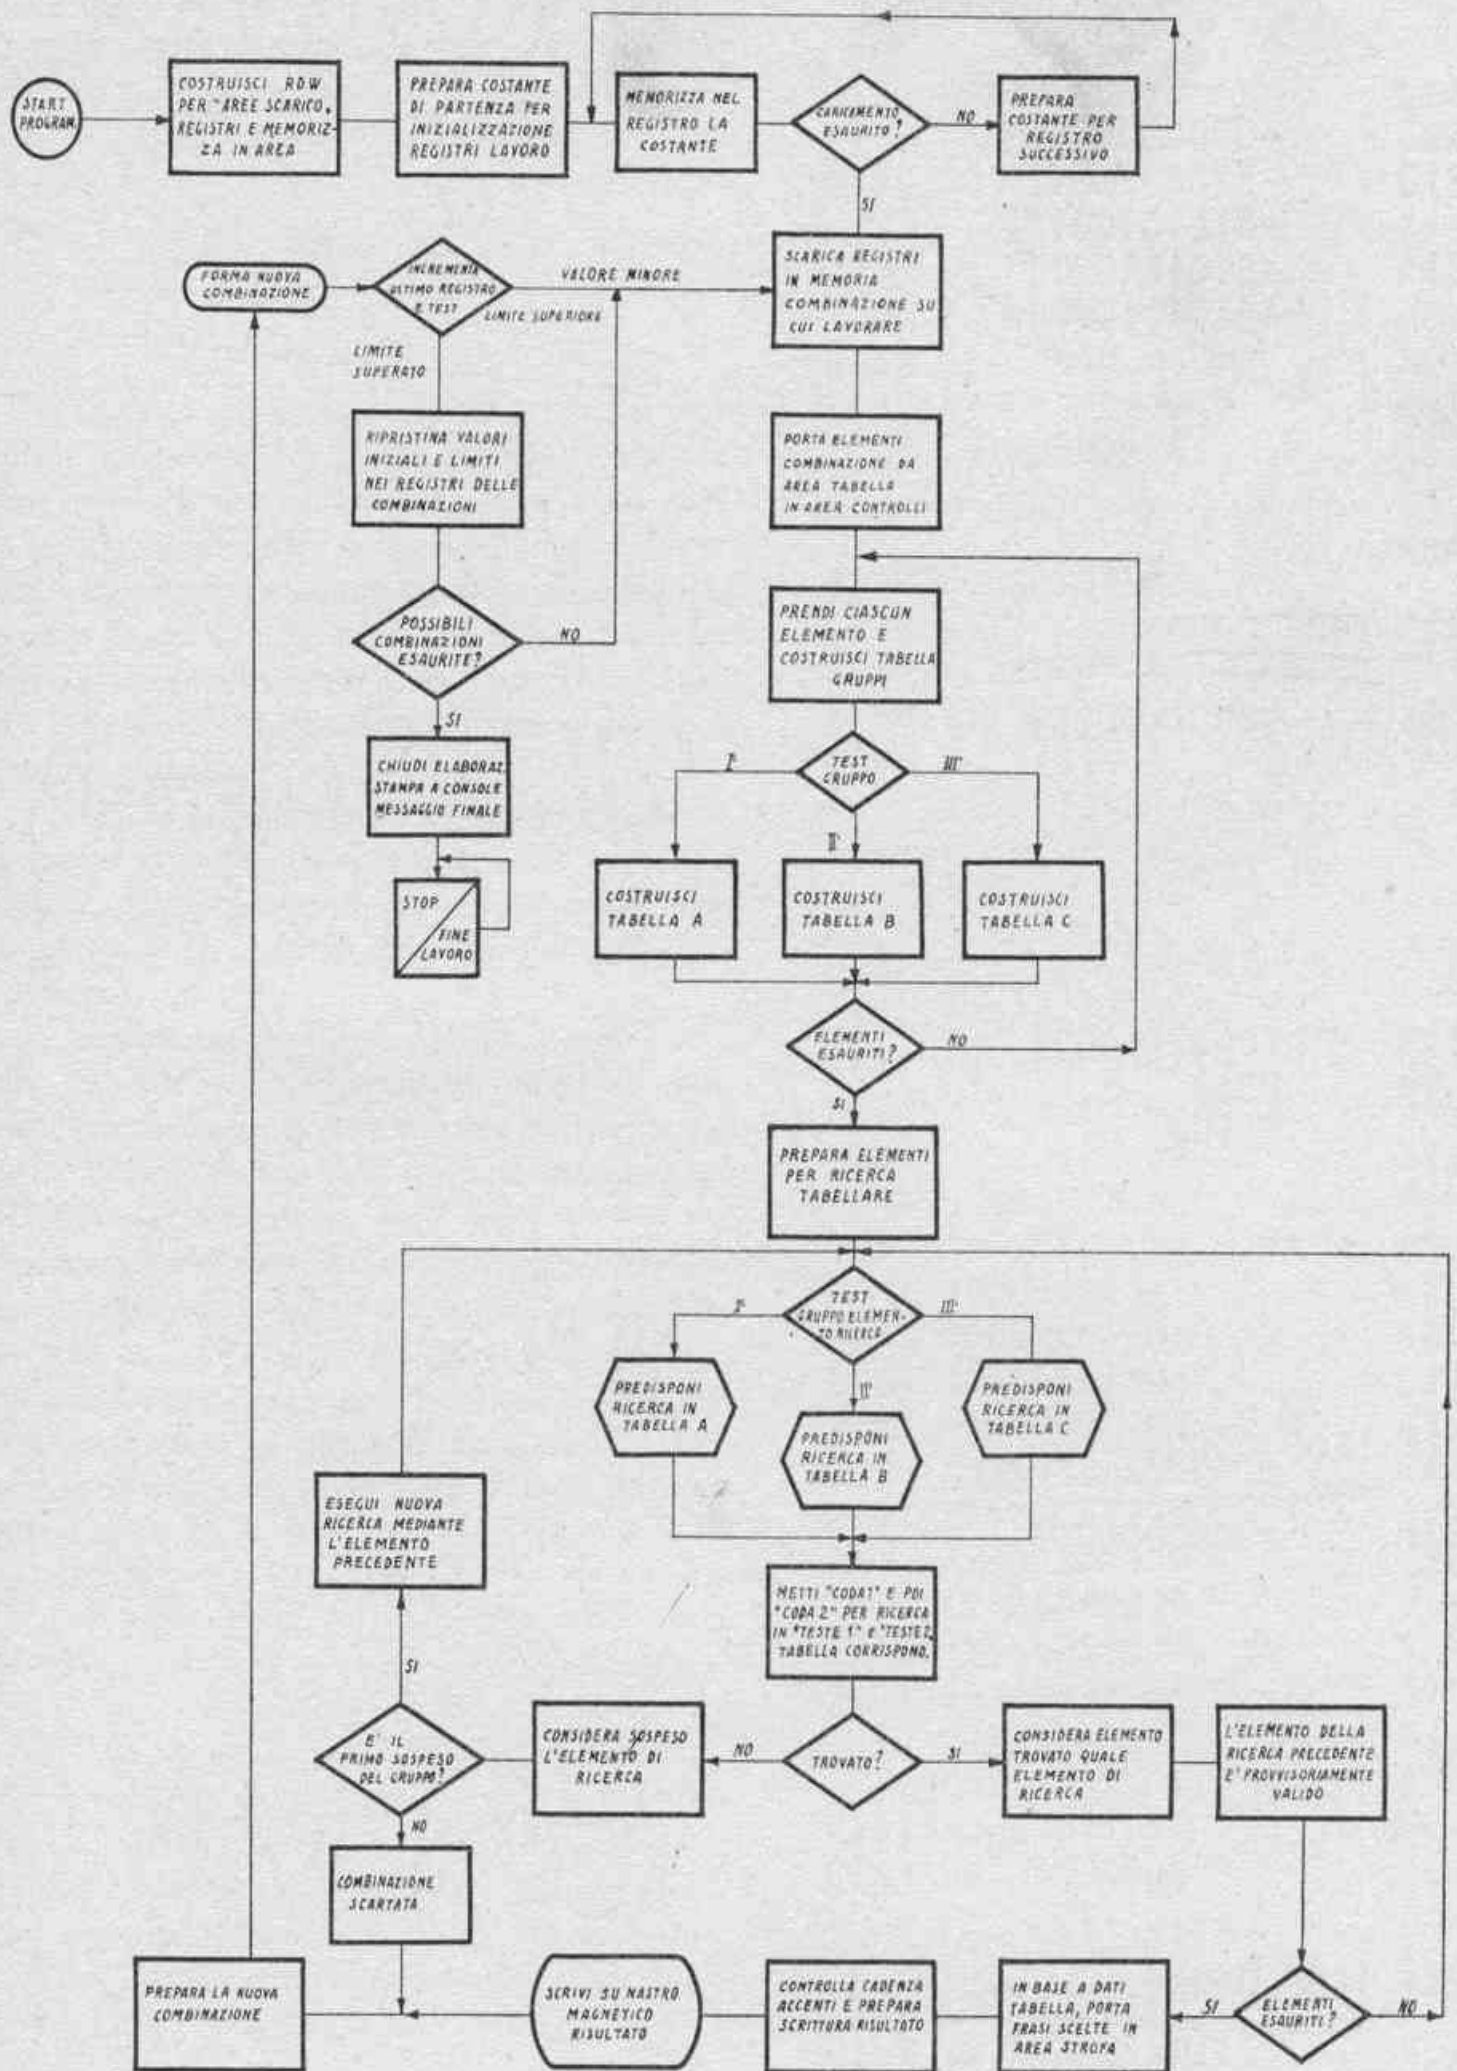 START
PROGRAM.
COSTRUISCI RDW
PER "AREE SCARICO"
REGISTRI E MEMORIZ-
ZA IN AREA
PREPARA COSTANTE
DI PARTENZA PER
INIZIALIZZAZIONE
REGISTRI LAVORO
MEMORIZZA NEL
REGISTRO LA
COSTANTE
CARICAMENTO
ESAURITO?
NO
PREPARA
COSTANTE PER
REGISTRO
SUCCESSIVO
SI
FORMA NUOVA
COMBINAZIONE
INCREMENTA
ULTIMO REGISTRO
E TEST
VALORE MINORE
LIMITE SUPERIORE
LIMITE
SUPERATO
SCARICA REGISTRI
IN MEMORIA
COMBINAZIONE SU
CUI LAVORARE
RIPRISTINA VALORI
INIZIALI E LIMITI
NEI REGISTRI DELLE
COMBINAZIONI
PORTA ELEMENTI
COMBINAZIONE DA
AREA TABELLA
IN AREA CONTROLLI
POSSIBILI
COMBINAZIONI
ESAURITE?
NO
SI
PRENDI CIASCUN
ELEMENTO E
COSTRUISCI TABELLA
GRUPPI
CHIUDI ELABORAZ.
STAMPA A CONSOLE
MESSAGGIO FINALE
TEST
GRUPPO
I°
II°
III°
STOP
FINE
LAVORO
COSTRUISCI
TABELLA A
COSTRUISCI
TABELLA B
COSTRUISCI
TABELLA C
ELEMENTI
ESAURITI?
NO
SI
PREPARA ELEMENTI
PER RICERCA
TABELLARE
TEST
GRUPPO ELEMEN-
TO RICERCA
I°
II°
III°
PREDISPONI
RICERCA IN
TABELLA A
PREDISPONI
RICERCA IN
TABELLA B
PREDISPONI
RICERCA IN
TABELLA C
ESEGUI NUOVA
RICERCA MEDIANTE
L'ELEMENTO
PRECEDENTE
METTI "CODA1" E POI
"CODA 2" PER RICERCA
IN "TESTE 1" E "TESTE2"
TABELLA CORRISPOND.
SI
E' IL
PRIMO SOSPESO
DEL GRUPPO?
CONSIDERA SOSPESO
L'ELEMENTO DI
RICERCA
NO
TROVATO?
SI
CONSIDERA ELEMENTO
TROVATO QUALE
ELEMENTO DI
RICERCA
L'ELEMENTO DELLA
RICERCA PRECEDENTE
E' PROVVISORIAMENTE
VALIDO
NO
COMBINAZIONE
SCARTATA
PREPARA LA NUOVA
COMBINAZIONE
SCRIVI SU NASTRO
MAGNETICO
RISULTATO
CONTROLLA CADENZA
ACCENTI E PREPARA
SCRITTURA RISULTATO
IN BASE A DATI
TABELLA, PORTA
FRASI SCELTE IN
AREA STROFA
SI
ELEMENTI
ESAURITI?
NO